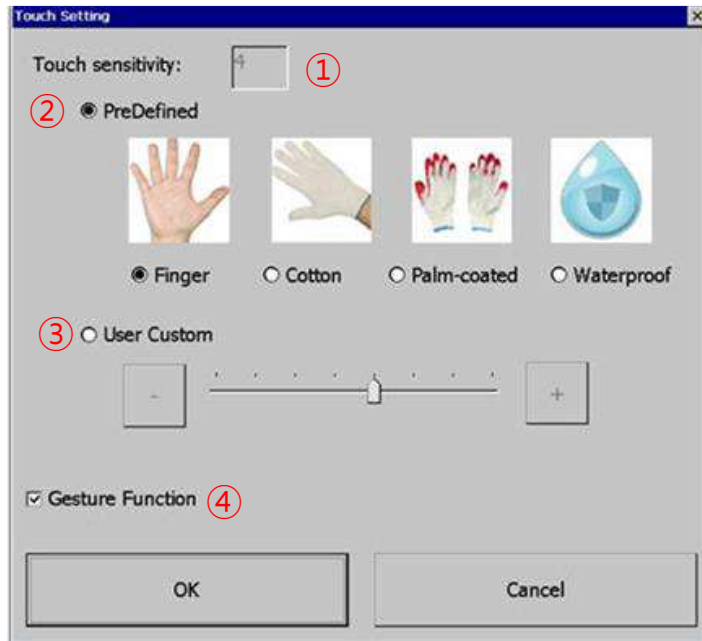 Touch Setting
Touch sensitivity: 4 ①
② PreDefined
Finger Cotton Palm-coated Waterproof
③ User Custom
- +
Gesture Function ④
OK Cancel